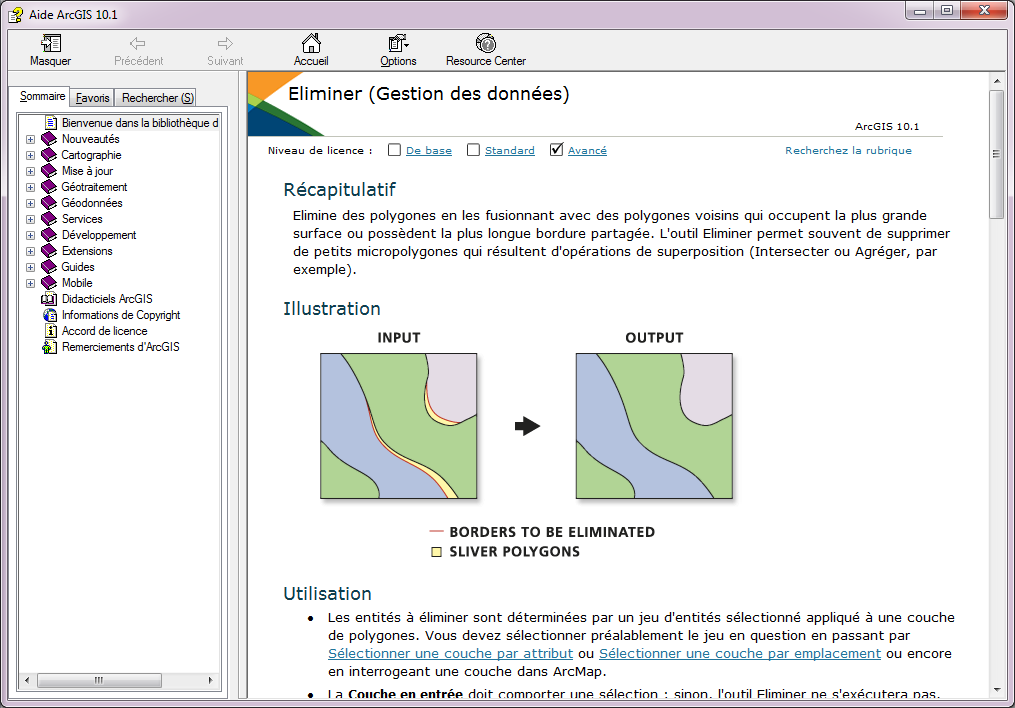 Aide ArcGIS 10.1
Masquer
Précédent
Suivant
Accueil
Options
Resource Center
Sommaire
Favoris
Rechercher (S)
Bienvenue dans la bibliothèque d
Nouveautés
Cartographie
Mise à jour
Géotraitement
Géodonnées
Services
Développement
Extensions
Guides
Mobile
Didacticiels ArcGIS
Informations de Copyright
Accord de licence
Remerciements d'ArcGIS
Eliminer (Gestion des données)
ArcGIS 10.1
Niveau de licence : De base Standard Avancé
Recherchez la rubrique
Récapitulatif
Elimine des polygones en les fusionnant avec des polygones voisins qui occupent la plus grande
surface ou possèdent la plus longue bordure partagée. L'outil Eliminer permet souvent de supprimer
de petits micropolygones qui résultent d'opérations de superposition (Intersecter ou Agréger, par
exemple).
Illustration
INPUT
OUTPUT
BORDERS TO BE ELIMINATED
SLIVER POLYGONS
Utilisation
• Les entités à éliminer sont déterminées par un jeu d'entités sélectionné appliqué à une couche
de polygones. Vous devez sélectionner préalablement le jeu en question en passant par
Sélectionner une couche par attribut ou Sélectionner une couche par emplacement ou encore
en interrogeant une couche dans ArcMap.
• La Couche en entrée doit comporter une sélection ; sinon, l'outil Eliminer ne s'exécutera pas.